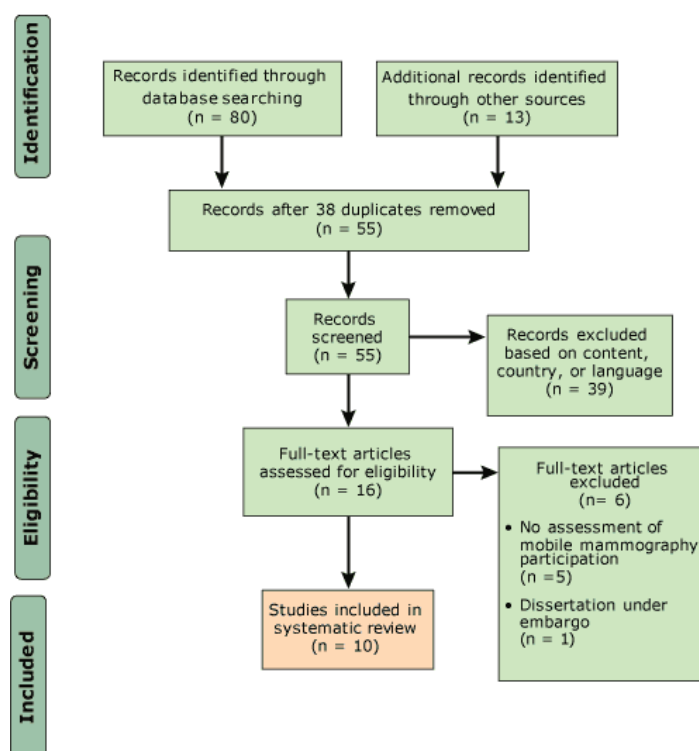 Identification
Records identified through
database searching
(n = 80)
Additional records identified
through other sources
(n = 13)
Records after 38 duplicates removed
(n = 55)
Screening
Records
screened
(n = 55)
Records excluded
based on content,
country, or language
(n = 39)
Eligibility
Full-text articles
assessed for eligibility
(n = 16)
Full-text articles
excluded
(n= 6)
• No assessment of
mobile mammography
participation
(n =5)
• Dissertation under
embargo
(n = 1)
Included
Studies included in
systematic review
(n = 10)